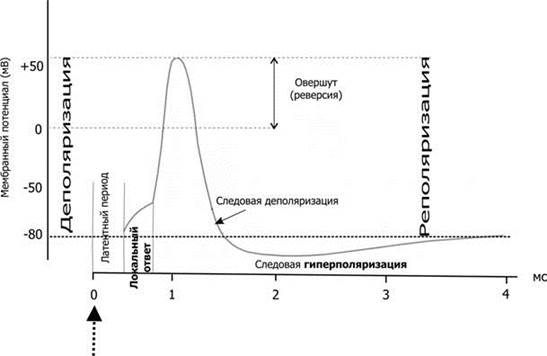 Мембранный потенциал (мВ)
+50
0
-50
-80
Деполяризация
Латентный период
Локальный
ответ
Овершут
(реверсия)
Следовая деполяризация
Реполяризация
Следовая гиперполяризация
0
1
2
3
4
мс